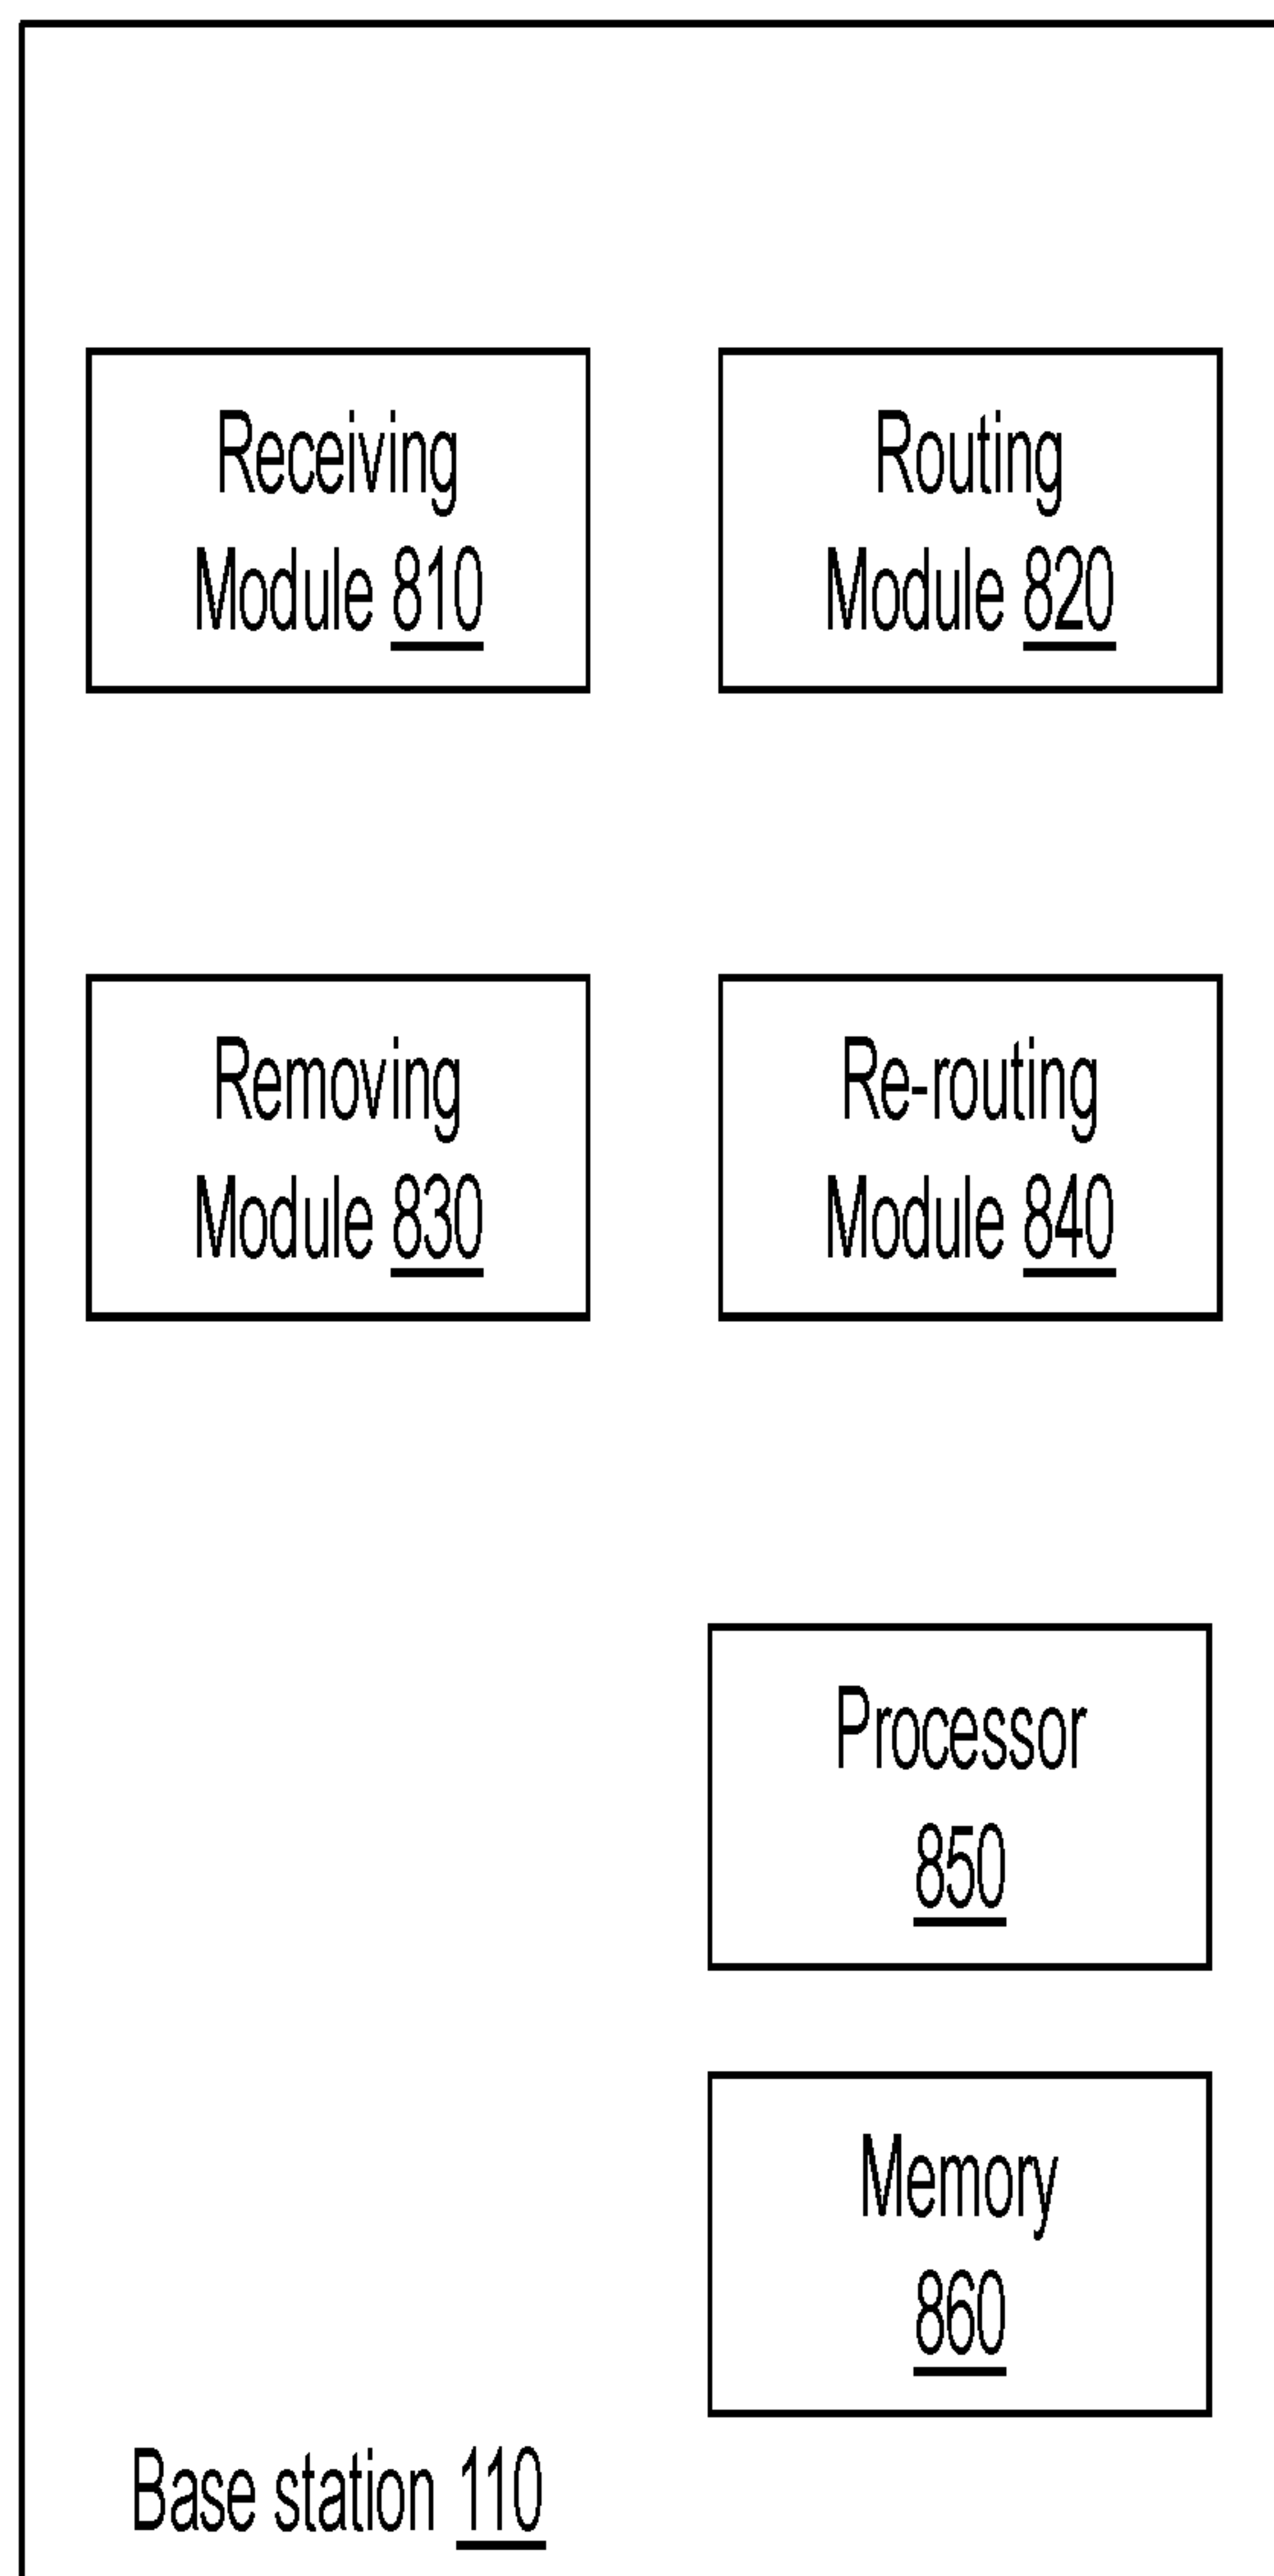 Receiving
Module 810
Routing
Module 820
Removing
Module 830
Re-routing
Module 840
Processor
850
Memory
860
Base station 110